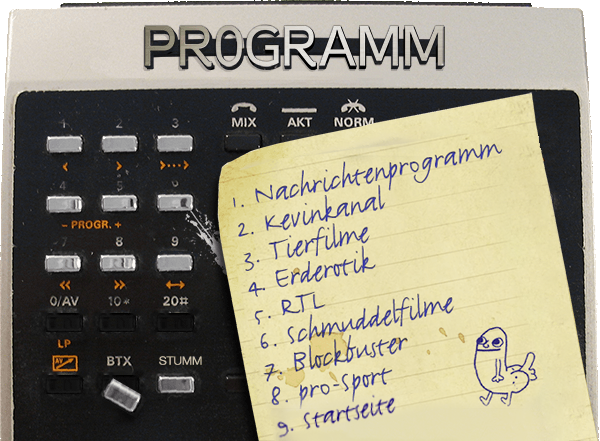 PROGRAMM
MIX AKT NORM
1 2 3
< > >···>
4 5 6
- PROGR. +
7 8 9
<< >> ↔
0/AV 10* 20#
LP
AV
BTX STUMM
1. Nachrichtenprogramm
2. Kevinkanal
3. Tierfilme
4. Erderotik
5. RTL
6. Schmuddelfilme
7. Blockbuster
8. pro-Sport
9. Startseite